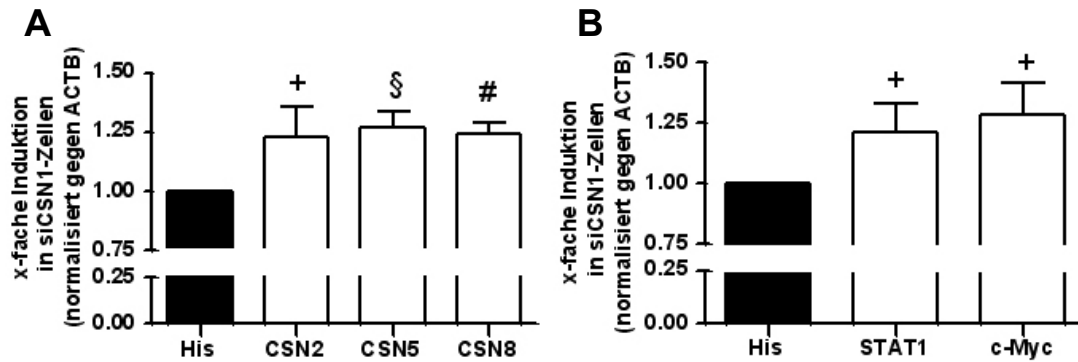 A
x-fache Induktion
in siCSN1-Zellen
(normalisiert gegen ACTB)
1.50
1.25
1.00
0.75
0.25
0.00
+
§
#
His
CSN2
CSN5
CSN8
B
x-fache Induktion
in siCSN1-Zellen
(normalisiert gegen ACTB)
1.50
1.25
1.00
0.75
0.25
0.00
+
+
His
STAT1
c-Myc